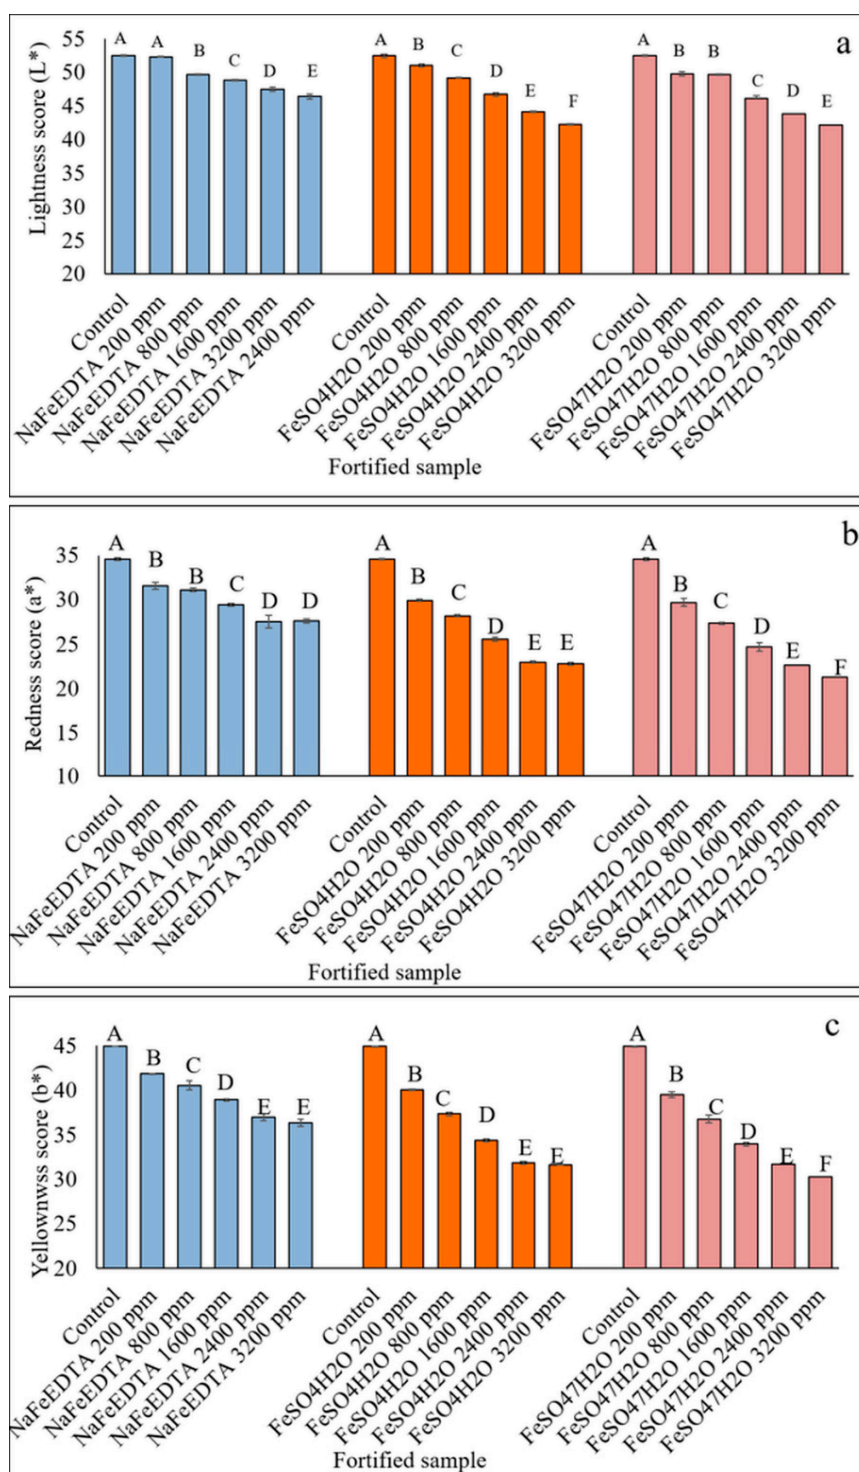 a
Lightness score (L*)
55
50
45
40
35
30
25
20
A A B C D E
A B C D E F
A B B C D E
Control
NaFeEDTA 200 ppm
NaFeEDTA 800 ppm
NaFeEDTA 1600 ppm
NaFeEDTA 3200 ppm
NaFeEDTA 2400 ppm
Control
FeSO4H2O 200 ppm
FeSO4H2O 800 ppm
FeSO4H2O 1600 ppm
FeSO4H2O 2400 ppm
FeSO4H2O 3200 ppm
Control
FeSO47H2O 200 ppm
FeSO47H2O 800 ppm
FeSO47H2O 1600 ppm
FeSO47H2O 2400 ppm
FeSO47H2O 3200 ppm
Fortified sample
b
Redness score (a*)
35
30
25
20
15
10
A B B C D D
A B C D E E
A B C D E F
Control
NaFeEDTA 200 ppm
NaFeEDTA 800 ppm
NaFeEDTA 1600 ppm
NaFeEDTA 2400 ppm
NaFeEDTA 3200 ppm
Control
FeSO4H2O 200 ppm
FeSO4H2O 800 ppm
FeSO4H2O 1600 ppm
FeSO4H2O 2400 ppm
FeSO4H2O 3200 ppm
Control
FeSO47H2O 200 ppm
FeSO47H2O 800 ppm
FeSO47H2O 1600 ppm
FeSO47H2O 2400 ppm
FeSO47H2O 3200 ppm
Fortified sample
c
Yellownwss score (b*)
45
40
35
30
25
20
A B C D E E
A B C D E E
A B C D E F
Control
NaFeEDTA 200 ppm
NaFeEDTA 800 ppm
NaFeEDTA 1600 ppm
NaFeEDTA 2400 ppm
NaFeEDTA 3200 ppm
Control
FeSO4H2O 200 ppm
FeSO4H2O 800 ppm
FeSO4H2O 1600 ppm
FeSO4H2O 2400 ppm
FeSO4H2O 3200 ppm
Control
FeSO47H2O 200 ppm
FeSO47H2O 800 ppm
FeSO47H2O 1600 ppm
FeSO47H2O 2400 ppm
FeSO47H2O 3200 ppm
Fortified sample